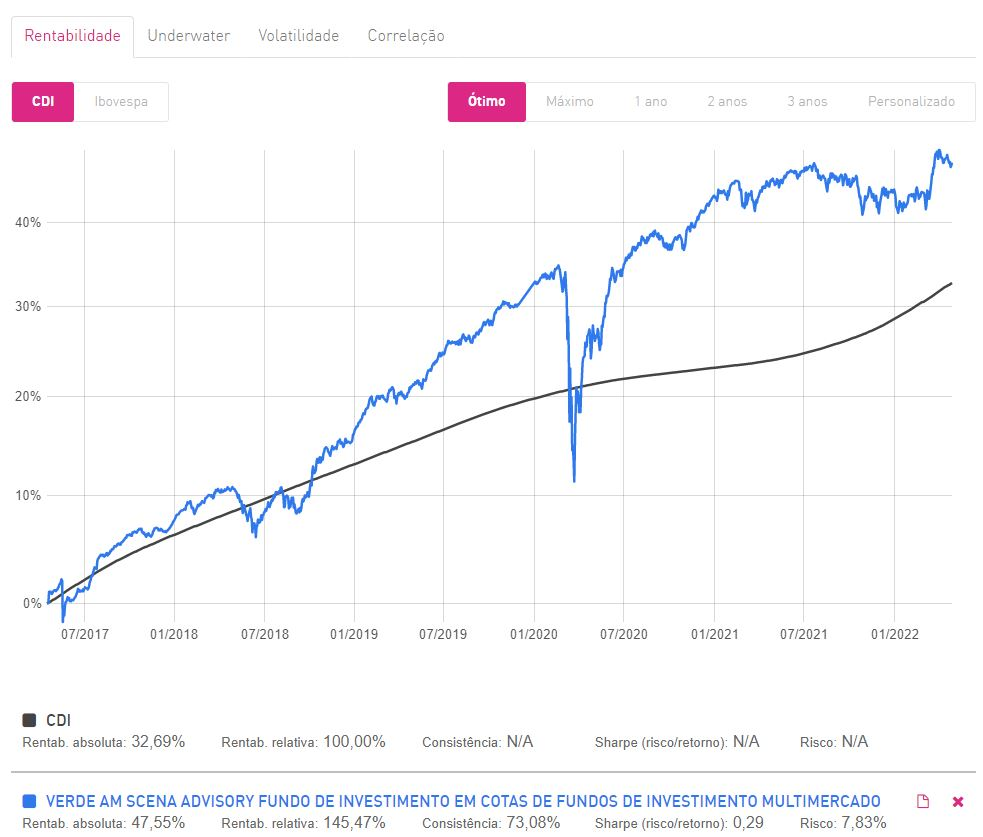 Rentabilidade Underwater Volatilidade Correlação
CDI Ibovespa Ótimo Máximo 1 ano 2 anos 3 anos Personalizado
40%
30%
20%
10%
0%
07/2017 01/2018 07/2018 01/2019 07/2019 01/2020 07/2020 01/2021 07/2021 01/2022
CDI
Rentab. absoluta: 32,69% Rentab. relativa: 100,00% Consistência: N/A Sharpe (risco/retorno): N/A Risco: N/A
VERDE AM SCENA ADVISORY FUNDO DE INVESTIMENTO EM COTAS DE FUNDOS DE INVESTIMENTO MULTIMERCADO
Rentab. absoluta: 47,55% Rentab. relativa: 145,47% Consistência: 73,08% Sharpe (risco/retorno): 0,29 Risco: 7,83%